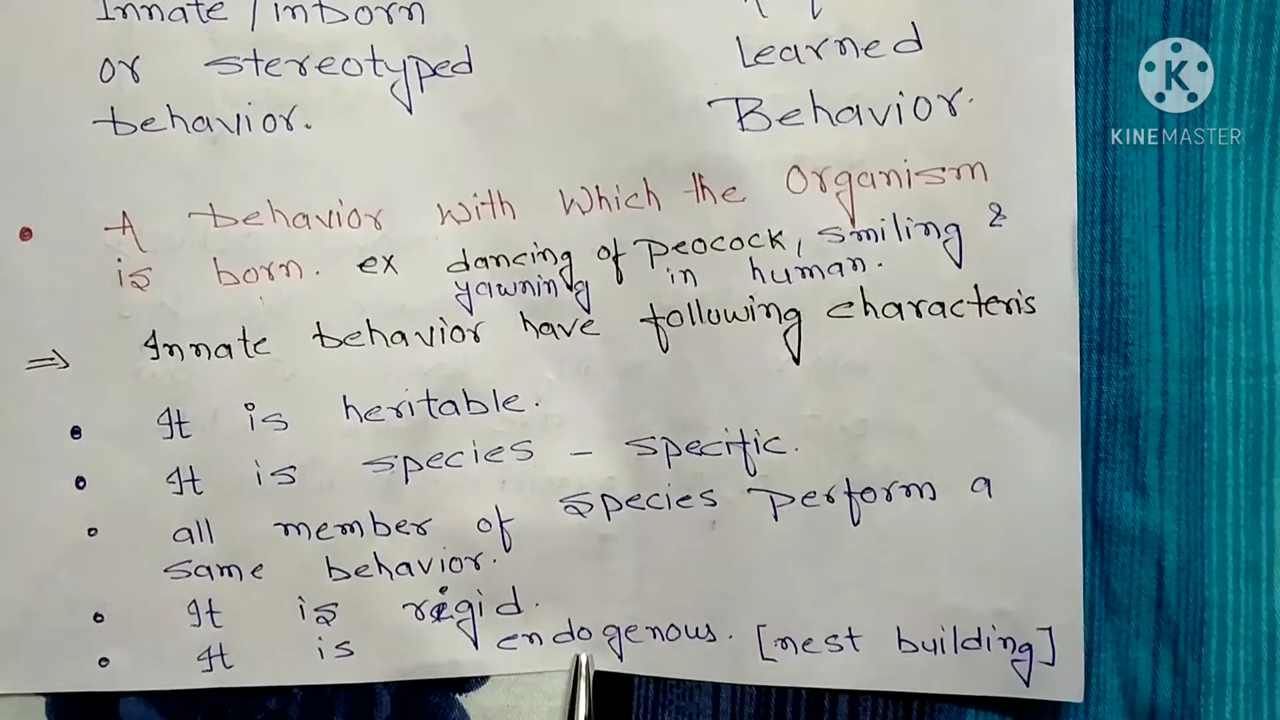 Innate / inborn
or stereotyped
behavior.
Learned
Behavior.
KINEMASTER
• A behavior with which the organism
is born. ex dancing of peocock, smiling &
yawning in human.
⇒ Innate behavior have following characteris
• It is heritable.
• It is species - specific.
• all member of species perform a
same behavior.
• It is rigid.
• It is endogenous. [nest building]